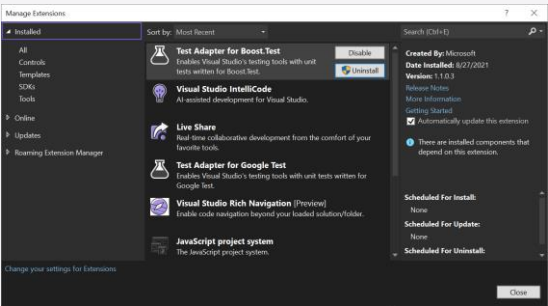 Manage Extensions
Installed
All
Controls
Templates
SDKs
Tools
Online
Updates
Roaming Extension Manager
Change your settings for Extensions
Sort by: Most Recent
Test Adapter for Boost.Test
Enables Visual Studio's testing tools with unit
tests written for Boost.Test.
Disable
Uninstall
Visual Studio IntelliCode
AI-assisted development for Visual Studio.
Live Share
Real-time collaborative development from the comfort of your
favorite tools.
Test Adapter for Google Test
Enables Visual Studio's testing tools with unit tests written for
Google Test.
Visual Studio Rich Navigation [Preview]
Enable code navigation beyond your loaded solution/folder.
JavaScript project system
The JavaScript project system.
Search (Ctrl+E)
Created By: Microsoft
Date Installed: 8/27/2021
Version: 1.1.0.3
Release Notes
More Information
Getting Started
Automatically update this extension
There are installed components that
depend on this extension.
Scheduled For Install:
None
Scheduled For Update:
None
Scheduled For Uninstall:
Close